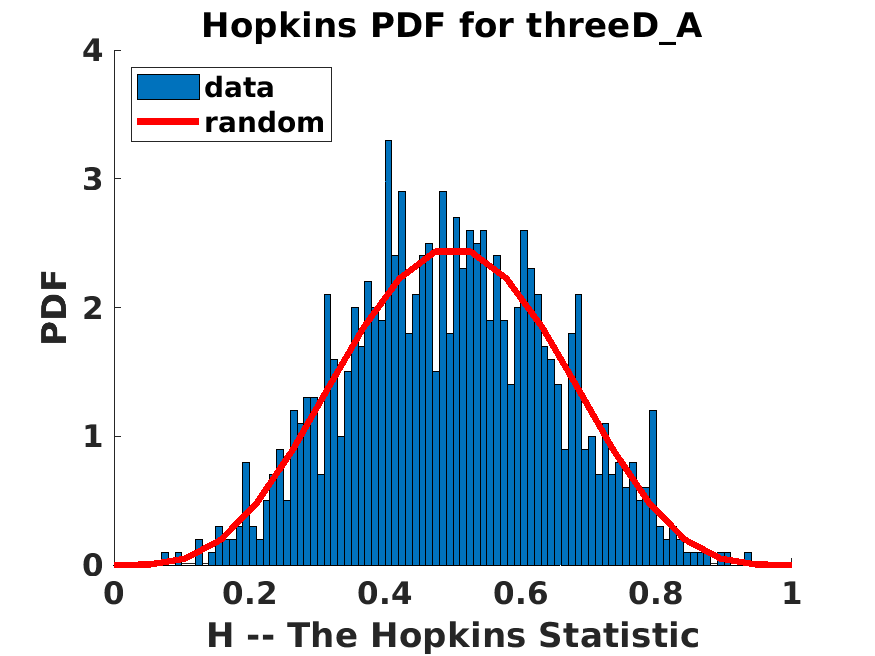 Hopkins PDF for threeD_A
data
random
PDF
4
3
2
1
0
0 0.2 0.4 0.6 0.8 1
H -- The Hopkins Statistic